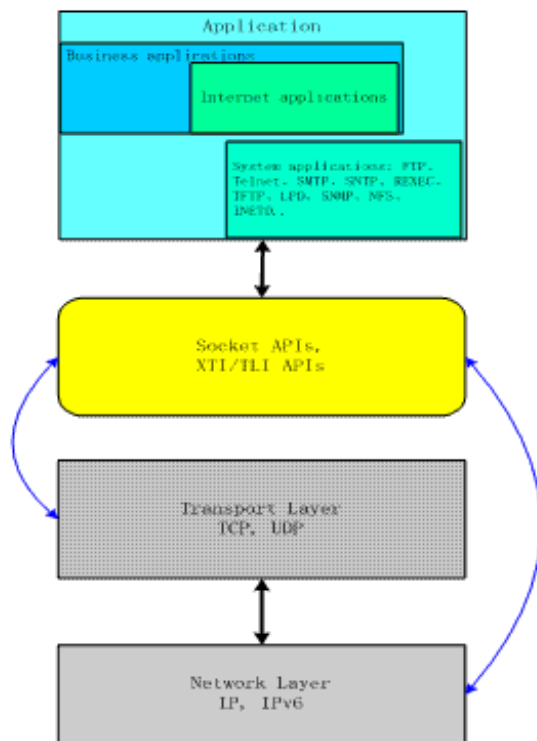 Application
Business applications
Internet applications
System applications: FTP,
Telnet, SMTP, SNTP, REXEC,
TFTP, LPD, SNMP, NFS,
INETD..
Socket APIs,
XTI/TLI APIs
Transport Layer
TCP, UDP
Network Layer
IP, IPv6